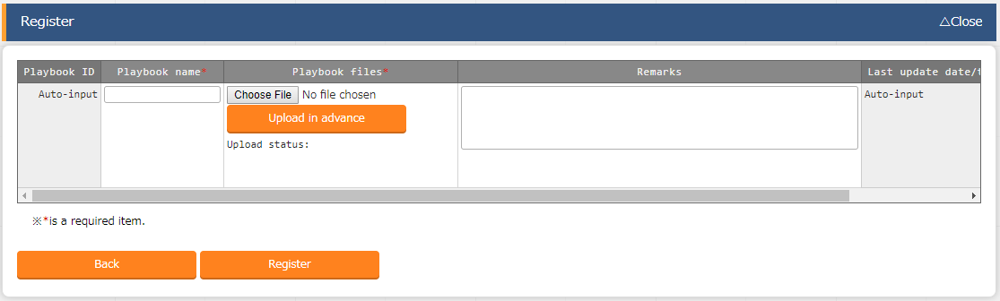 Register △Close
Playbook ID Playbook name* Playbook files* Remarks Last update date/
Auto-input Choose File No file chosen Auto-input
Upload in advance
Upload status:
※*is a required item.
Back Register